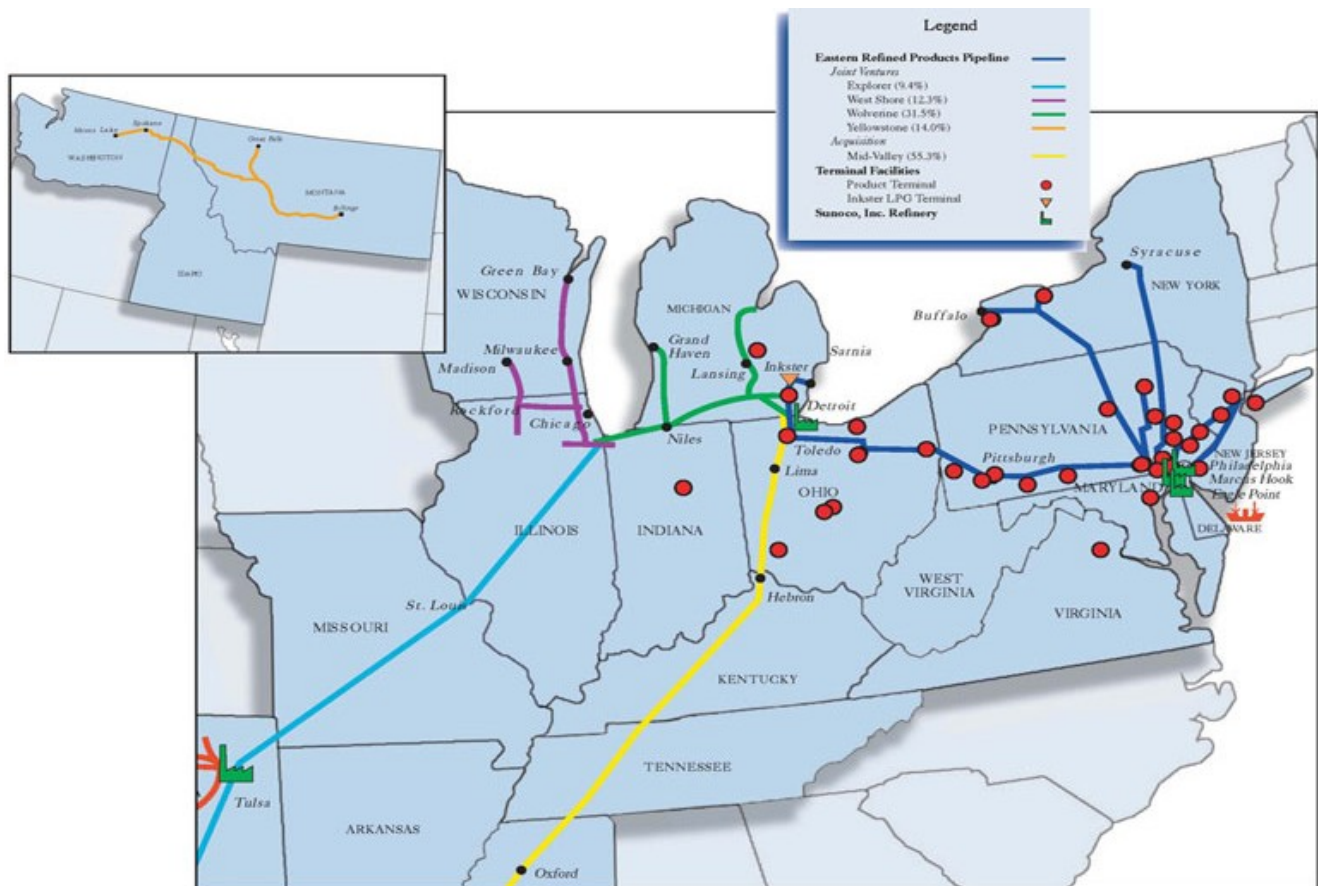 Legend
Eastern Refined Products Pipeline
Joint Ventures
Explorer (9.4%)
West Shore (12.3%)
Wolverine (31.5%)
Yellowstone (14.0%)
Acquisition
Mid-Valley (55.3%)
Terminal Facilities
Product Terminal
Inkster LPG Terminal
Sunoco, Inc. Refinery
Moses Lake
Spokane
Great Falls
WASHINGTON
MONTANA
Billings
IDAHO
Green Bay
WISCONSIN
Milwaukee
Madison
Rockford
Chicago
MICHIGAN
Grand
Haven
Lansing
Inkster
Sarnia
Detroit
Niles
Toledo
Lima
OHIO
Syracuse
NEW YORK
Buffalo
PENNSYLVANIA
Pittsburgh
NEW JERSEY
Philadelphia
MARYLAND
Marcus Hook
Eagle Point
DELAWARE
ILLINOIS
INDIANA
WEST
VIRGINIA
VIRGINIA
Hebron
St. Louis
MISSOURI
KENTUCKY
TENNESSEE
Tulsa
ARKANSAS
Oxford